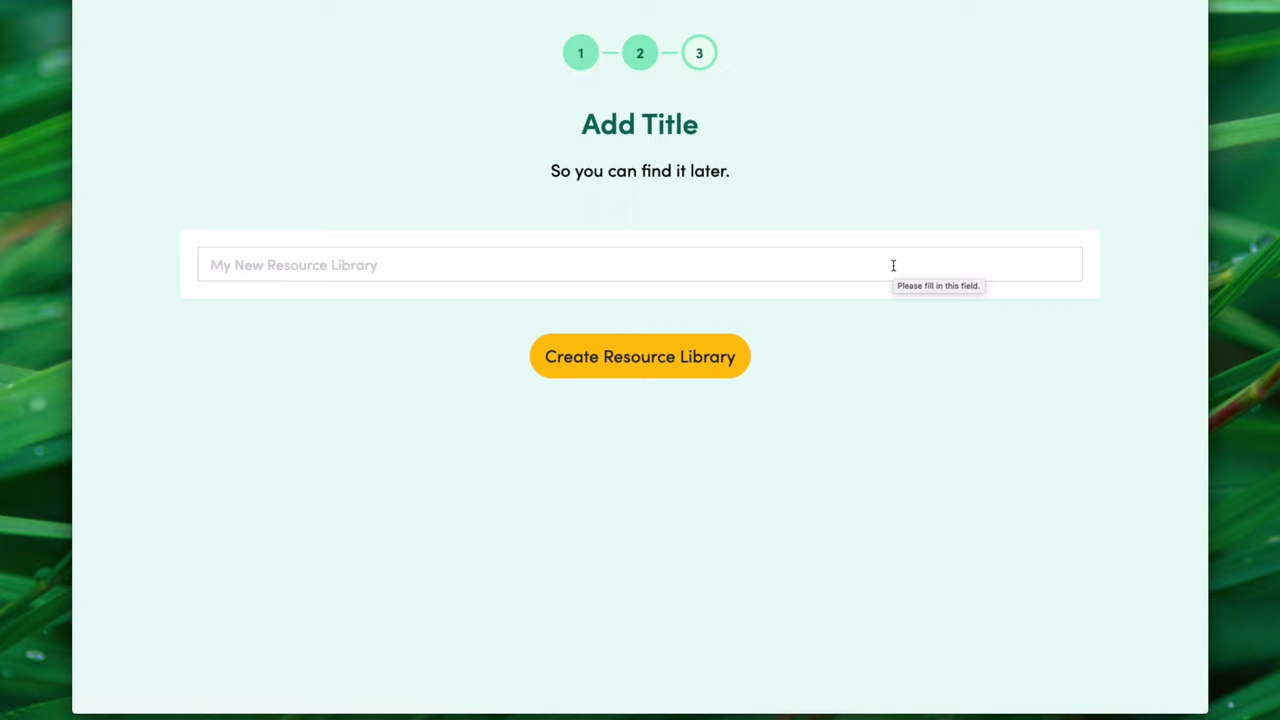 1
2
3
Add Title
So you can find it later.
My New Resource Library
Please fill in this field.
Create Resource Library